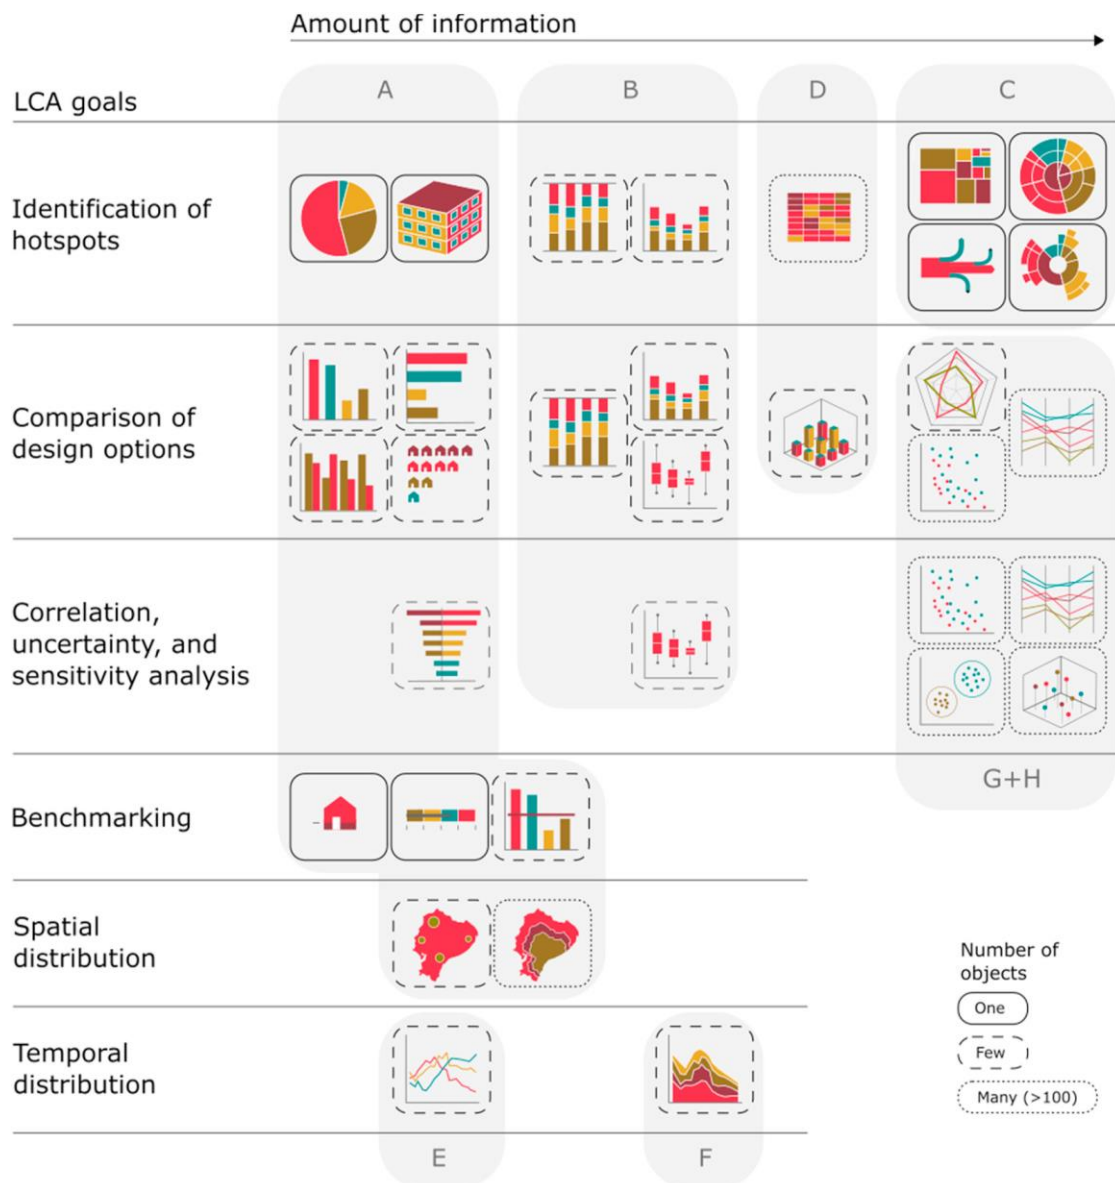 Amount of information
LCA goals
A
B
D
C
Identification of
hotspots
Comparison of
design options
Correlation,
uncertainty, and
sensitivity analysis
G+H
Benchmarking
Spatial
distribution
Number of
objects
One
Few
Many (>100)
Temporal
distribution
E
F